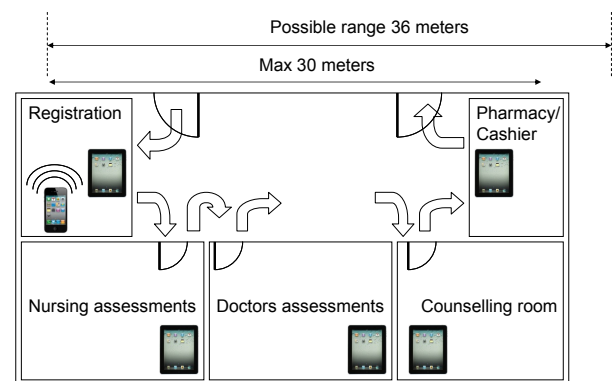 Possible range 36 meters
Max 30 meters
Registration
Pharmacy/
Cashier
Nursing assessments
Doctors assessments
Counselling room